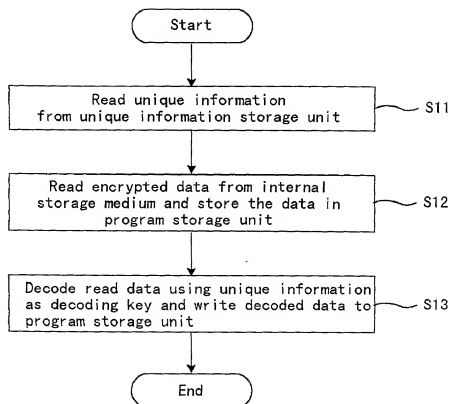 Start
Read unique information
from unique information storage unit
S11
Read encrypted data from internal
storage medium and store the data in
program storage unit
S12
Decode read data using unique information
as decoding key and write decoded data to
program storage unit
S13
End